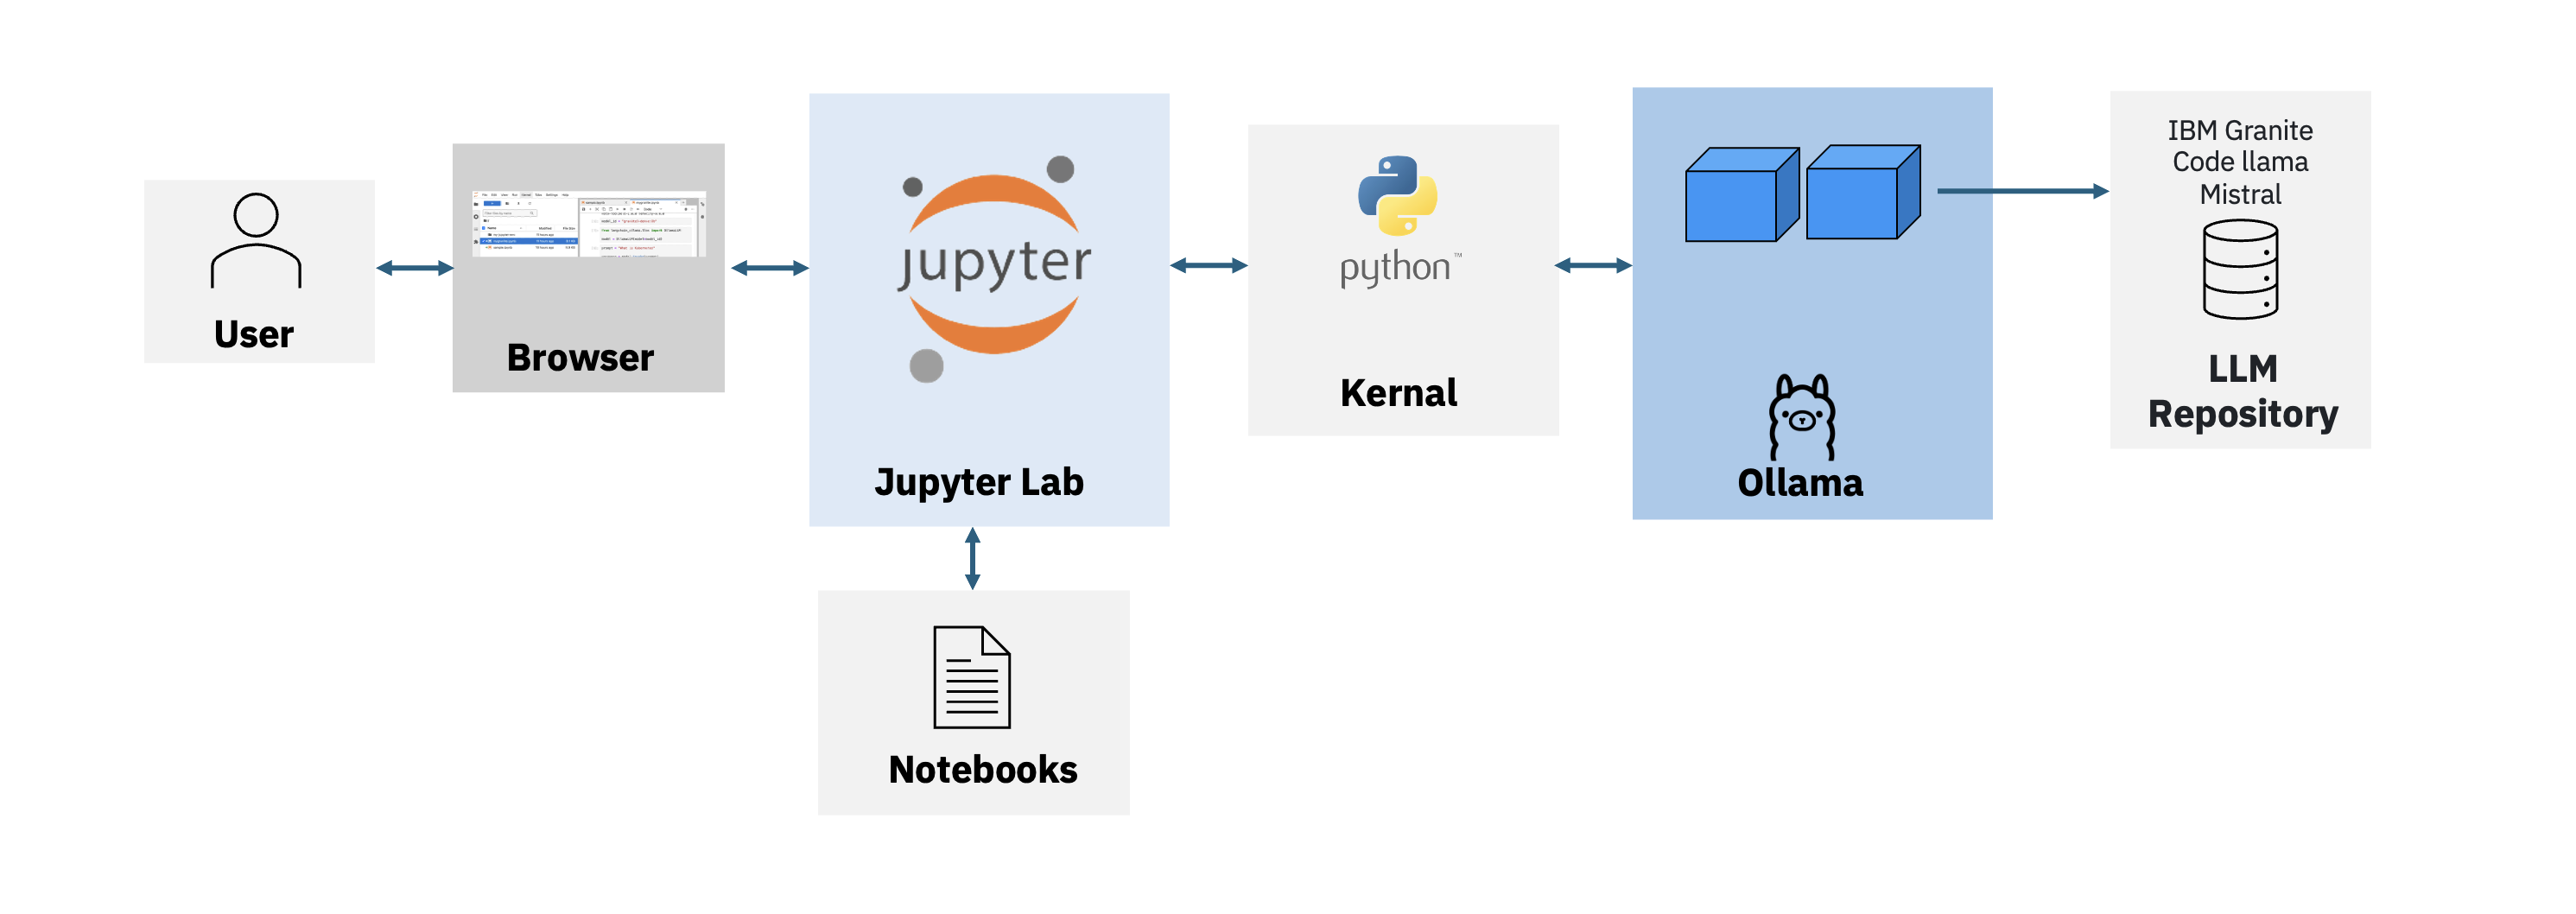 User
Browser
jupyter
Jupyter Lab
Notebooks
python™
Kernal
Ollama
IBM Granite
Code llama
Mistral
LLM
Repository